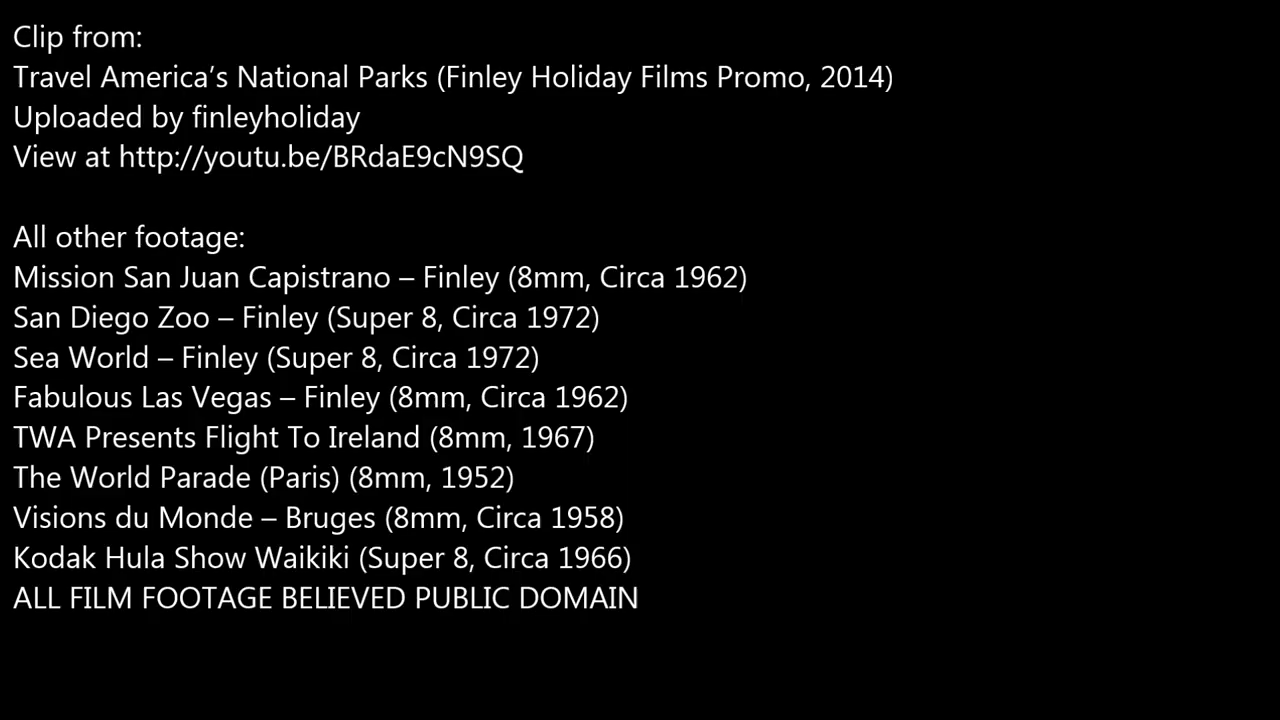 Clip from:
Travel America’s National Parks (Finley Holiday Films Promo, 2014)
Uploaded by finleyholiday
View at http://youtu.be/BRdaE9cN9SQ
All other footage:
Mission San Juan Capistrano – Finley (8mm, Circa 1962)
San Diego Zoo – Finley (Super 8, Circa 1972)
Sea World – Finley (Super 8, Circa 1972)
Fabulous Las Vegas – Finley (8mm, Circa 1962)
TWA Presents Flight To Ireland (8mm, 1967)
The World Parade (Paris) (8mm, 1952)
Visions du Monde – Bruges (8mm, Circa 1958)
Kodak Hula Show Waikiki (Super 8, Circa 1966)
ALL FILM FOOTAGE BELIEVED PUBLIC DOMAIN